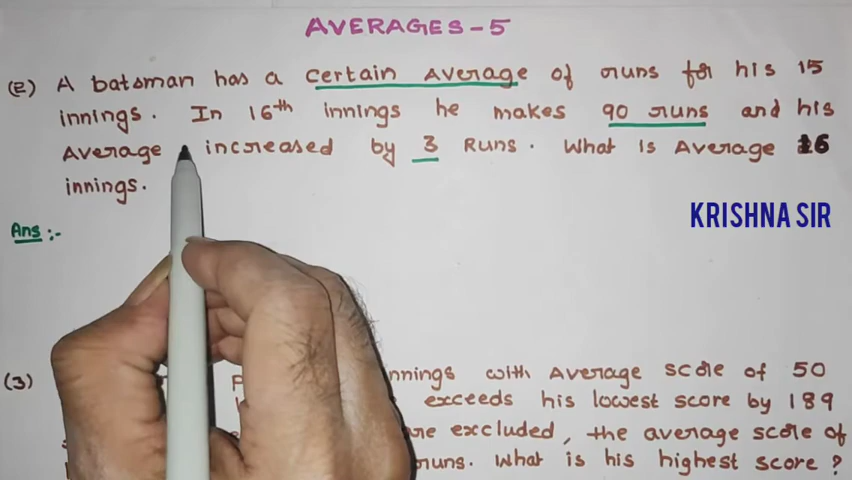 AVERAGES-5
(2) A batsman has a certain average of runs for his 15
innings. In 16th innings he makes 90 runs and his
Average increased by 3 Runs. What is Average 16
innings.
KRISHNA SIR
Ans :-
(3) innings with Average score of 50
exceeds his lowest score by 189
excluded, the average score of
runs. What is his highest score?